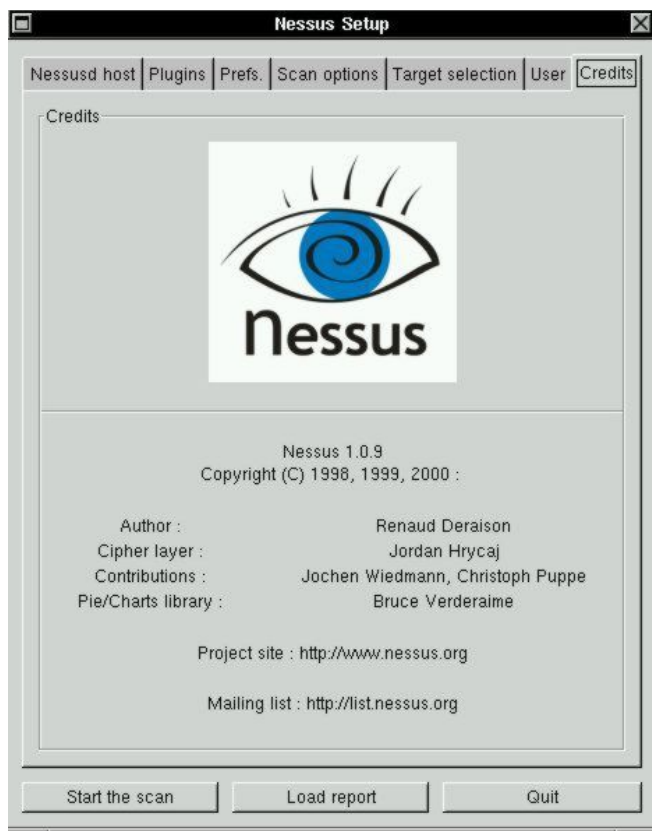 Nessus Setup
Nessusd host Plugins Prefs. Scan options Target selection User Credits
Credits
Nessus
Nessus 1.0.9
Copyright (C) 1998, 1999, 2000 :
Author : Renaud Deraison
Cipher layer : Jordan Hrycaj
Contributions : Jochen Wiedmann, Christoph Puppe
Pie/Charts library : Bruce Verderaime
Project site : http://www.nessus.org
Mailing list : http://list.nessus.org
Start the scan Load report Quit